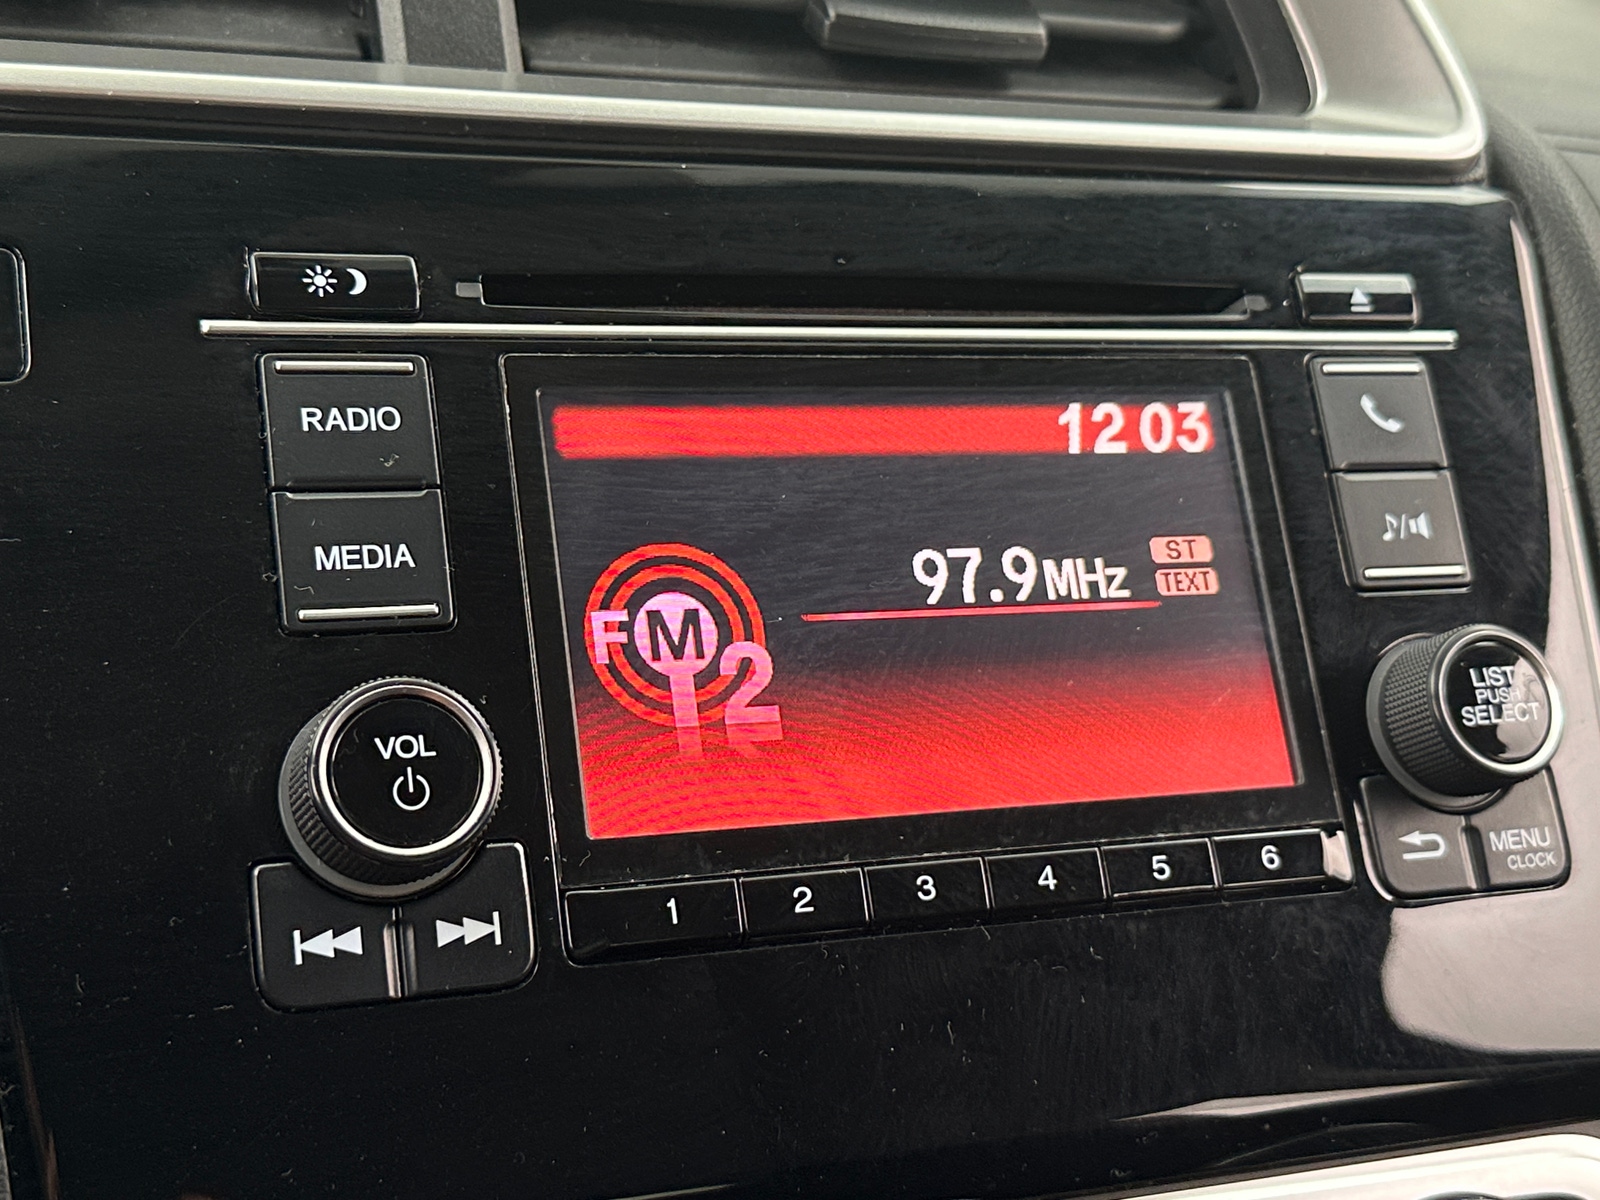 RADIO
MEDIA
VOL
12 03
97.9MHz
ST
TEXT
FM
12
LIST
PUSH
SELECT
MENU
CLOCK
1 2 3 4 5 6